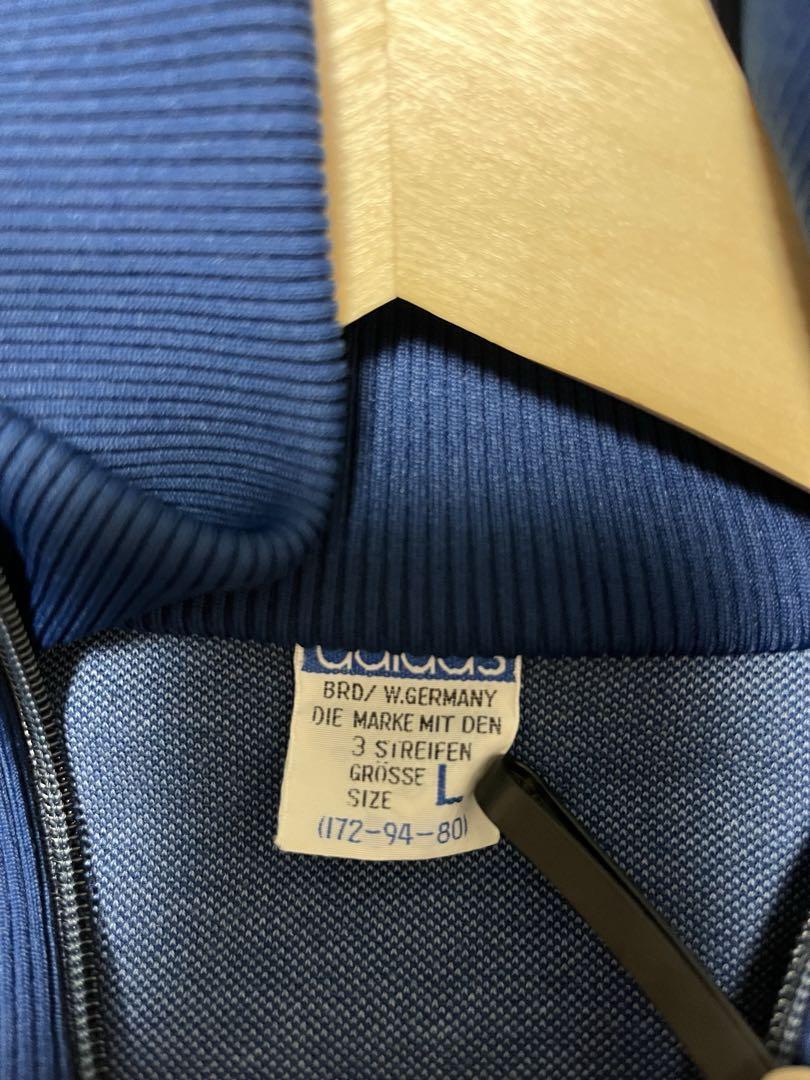 adidas
BRD/ W.GERMANY
DIE MARKE MIT DEN
3 STREIFEN
GRÖSSE L
SIZE
(172-94-80)